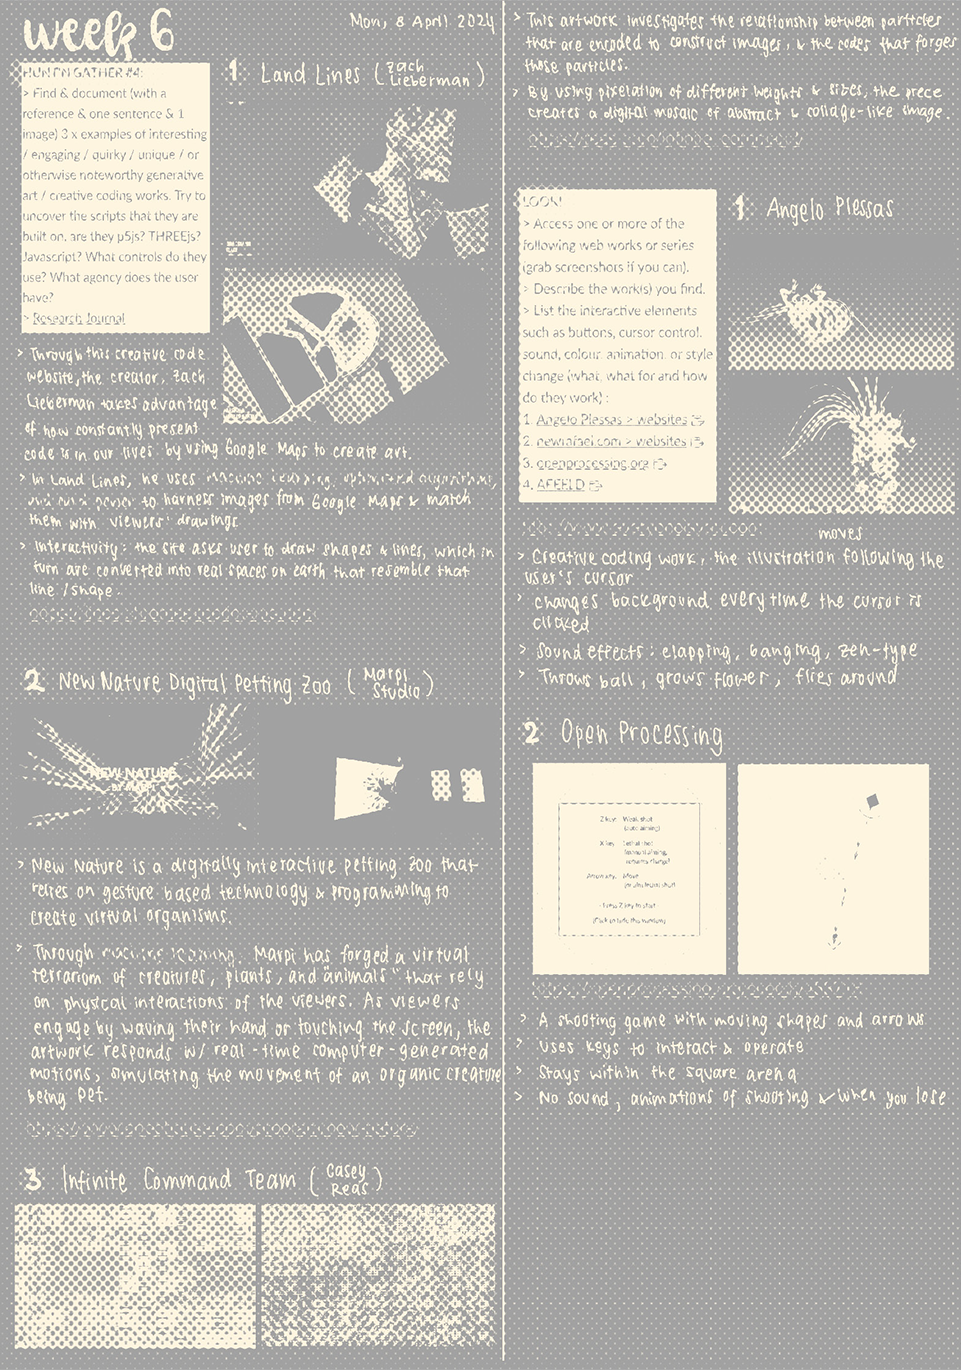 week 6
Mon, 8 April 2024
HUNT'N'GATHER #4:
> Find & document (with a
reference & one sentence & 1
image) 3 x examples of interesting
/ engaging / quirky / unique / or
otherwise noteworthy generative
art / creative coding works. Try to
uncover the scripts that they are
built on, are they p5js? THREEjs?
Javascript? What controls do they
use? What agency does the user
have?
> Research Journal
1 Land Lines (Zach
Lieberman)
> Through this creative code
website, the creator, Zach
Lieberman takes advantage
of how constantly present
code is in our lives by using Google Maps to create art.
> In Land Lines, he uses machine learning, optimized algorithms,
to harness images from Google Maps & match
them with viewers' drawings
> Interactivity: the site asks user to draw shapes & lines, which in
turn are converted into real spaces on earth that resemble that
line / shape.
2 New Nature Digital Petting Zoo (Marpi
Studio)
NEW NATURE
BY MARPI
> New Nature is a digitally interactive petting zoo that
relies on gesture based technology & programming to
create virtual organisms.
> Through machine learning, Marpi has forged a virtual
terrarium of creatures, plants, and "animals" that rely
on physical interactions of the viewers. As viewers
engage by waving their hand or touching the screen, the
artwork responds w/ real-time computer-generated
motions, simulating the movement of an organic creature
being pet.
3 Infinite Command Team (Casey
Reas)
> This artwork investigates the relationship between particles
that are encoded to construct images, & the codes that forges
those particles.
> By using pixelation of different weights & sizes, the piece
creates a digital mosaic of abstract & collage-like image.
LOOK!
> Access one or more of the
following web works or series
(grab screenshots if you can).
> Describe the work(s) you find.
> List the interactive elements
such as buttons, cursor control,
sound, colour, animation, or style
change (what, what for and how
do they work) :
1. Angelo Plessas > websites
2. newrafael.com > websites
3. openprocessing.org
4. AFEELD
1 Angelo Plessas
moves
> Creative coding work, the illustration following the
user's cursor
> changes background everytime the cursor is
clicked
> Sound effects: clapping, banging, zen-type
> Throws ball, grows flower, flies around
2 Open Processing
Z key: Weak shot
(auto aiming)
X key: Lethal shot
(manual aiming,
requires charge)
Arrow key: Move
(or aim lethal shot)
- Press Z key to start -
> A shooting game with moving shapes and arrows
> Uses keys to interact & operate
> Stays within the square arena
> No sound, animations of shooting & when you lose